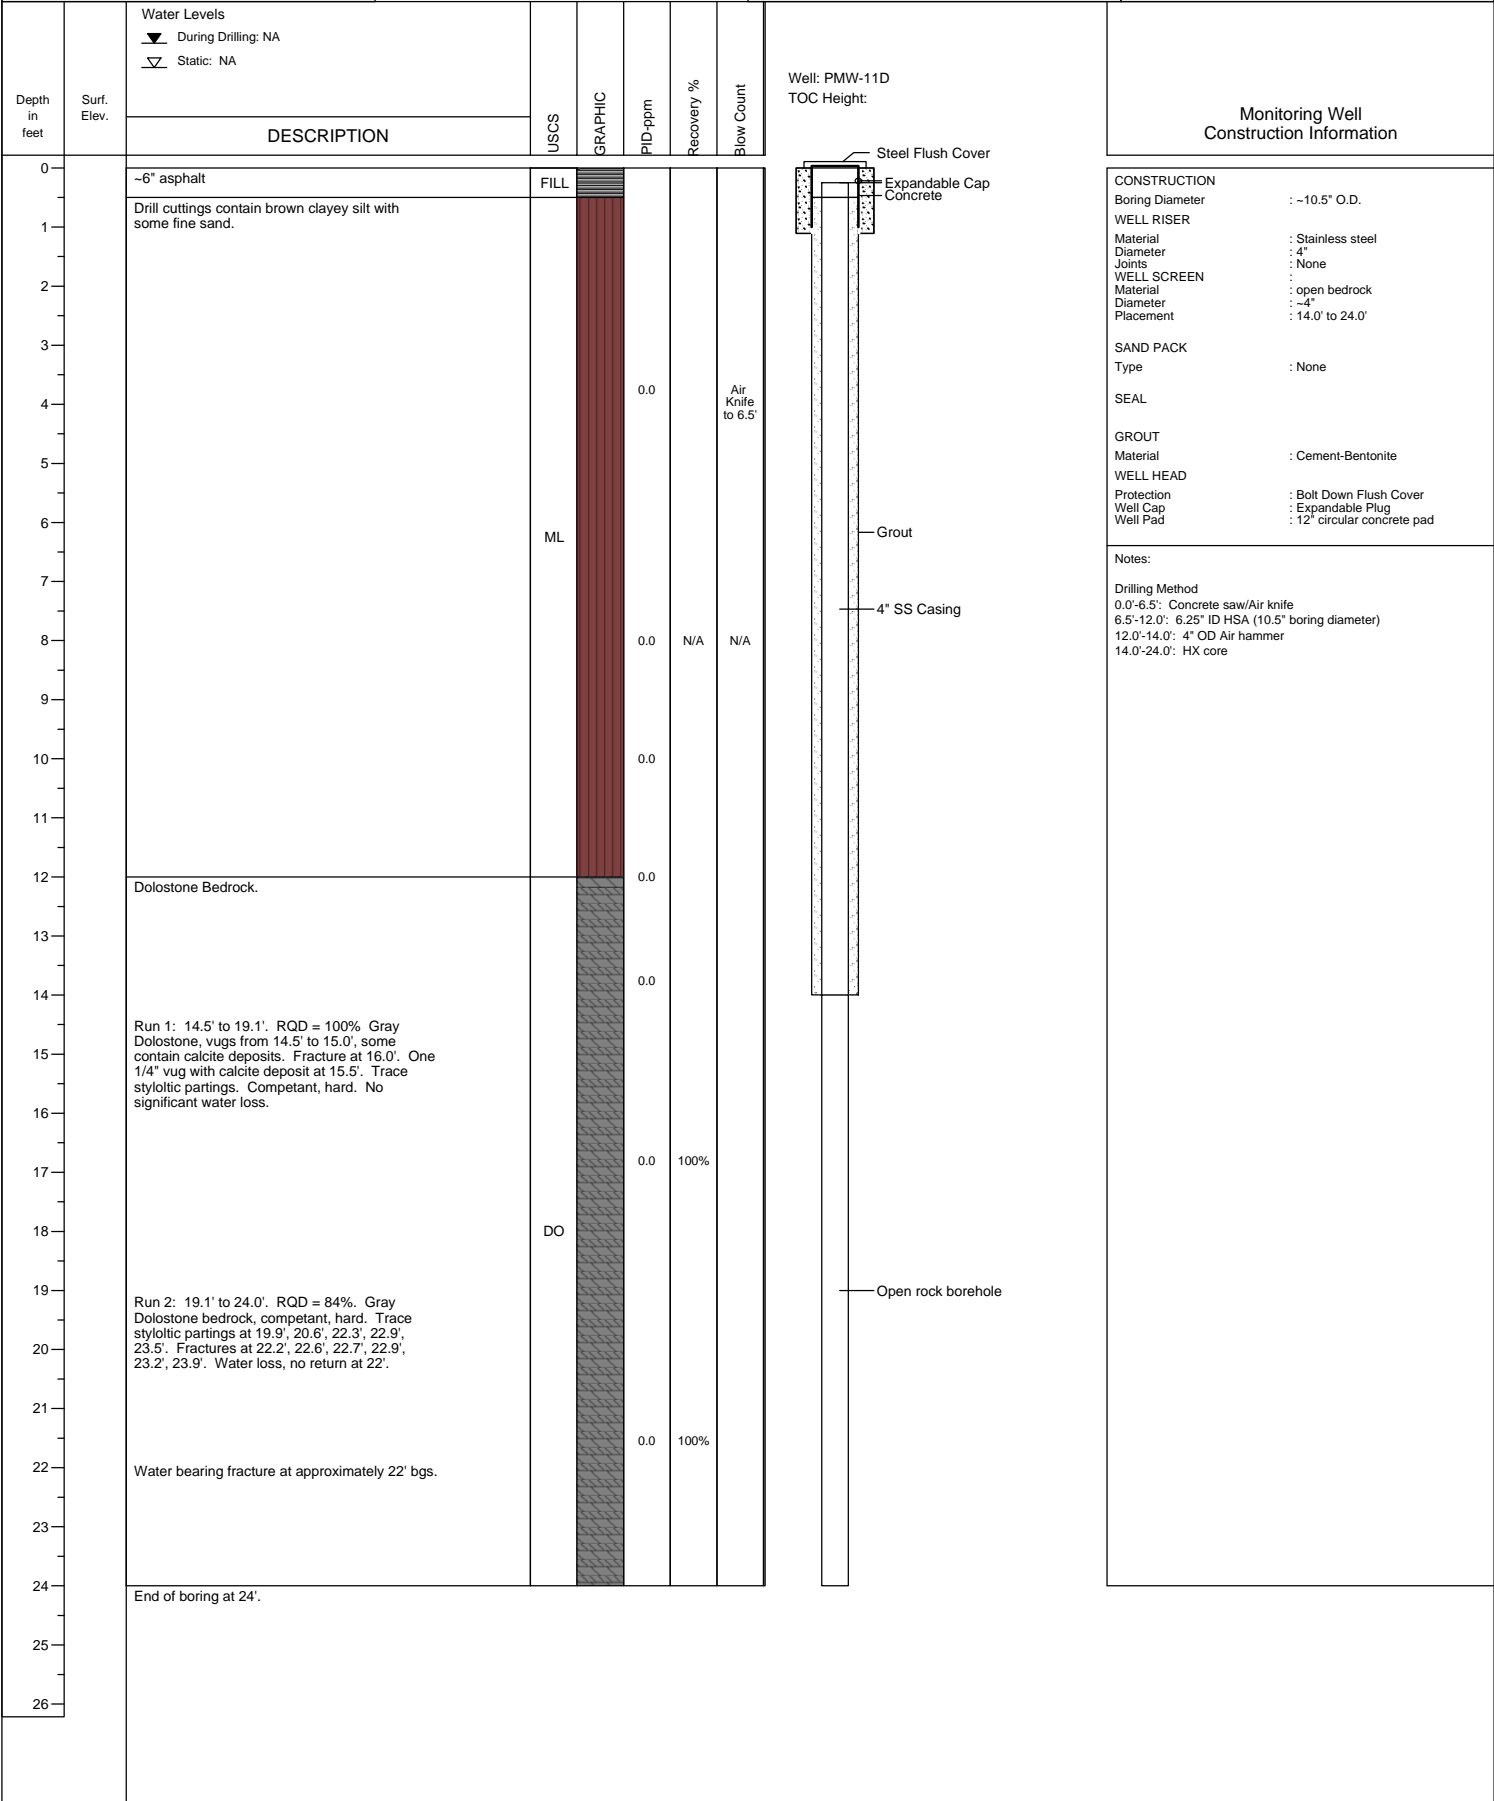 Water Levels
During Drilling: NA
Static: NA
Depth
in
feet
Surf.
Elev.
DESCRIPTION
USCS
GRAPHIC
PID-ppm
Recovery %
Blow Count
Well: PMW-11D
TOC Height:
Monitoring Well
Construction Information
0
1
2
3
4
5
6
7
8
9
10
11
12
13
14
15
16
17
18
19
20
21
22
23
24
25
26
~6" asphalt
Drill cuttings contain brown clayey silt with
some fine sand.
Dolostone Bedrock.
Run 1: 14.5' to 19.1'. RQD = 100% Gray
Dolostone, vugs from 14.5' to 15.0', some
contain calcite deposits. Fracture at 16.0'. One
1/4" vug with calcite deposit at 15.5'. Trace
styloltic partings. Competant, hard. No
significant water loss.
Run 2: 19.1' to 24.0'. RQD = 84%. Gray
Dolostone bedrock, competant, hard. Trace
styloltic partings at 19.9', 20.6', 22.3', 22.9',
23.5'. Fractures at 22.2', 22.6', 22.7', 22.9',
23.2', 23.9'. Water loss, no return at 22'.
Water bearing fracture at approximately 22' bgs.
End of boring at 24'.
FILL
ML
DO
0.0
0.0
0.0
0.0
0.0
0.0
0.0
N/A
100%
100%
Air
Knife
to 6.5'
N/A
Steel Flush Cover
Expandable Cap
Concrete
Grout
4" SS Casing
Open rock borehole
CONSTRUCTION
Boring Diameter : ~10.5" O.D.
WELL RISER
Material : Stainless steel
Diameter : 4"
Joints : None
WELL SCREEN :
Material : open bedrock
Diameter : ~4"
Placement : 14.0' to 24.0'
SAND PACK
Type : None
SEAL
GROUT
Material : Cement-Bentonite
WELL HEAD
Protection : Bolt Down Flush Cover
Well Cap : Expandable Plug
Well Pad : 12" circular concrete pad
Notes:
Drilling Method
0.0'-6.5': Concrete saw/Air knife
6.5'-12.0': 6.25" ID HSA (10.5" boring diameter)
12.0'-14.0': 4" OD Air hammer
14.0'-24.0': HX core